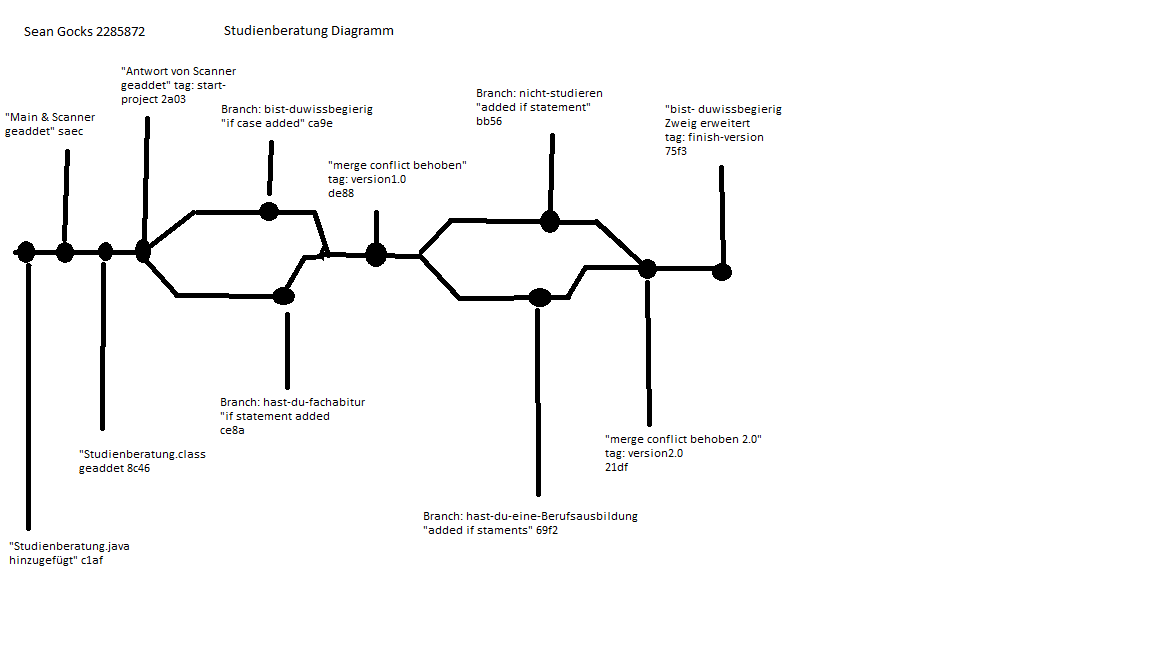 Sean Gocks 2285872
Studienberatung Diagramm
"Antwort von Scanner
geaddet" tag: start-
project 2a03
"Main & Scanner
geaddet" saec
Branch: bist-duwissbegierig
"if case added" ca9e
"merge conflict behoben"
tag: version1.0
de88
Branch: nicht-studieren
"added if statement"
bb56
"bist- duwissbegierig
Zweig erweitert
tag: finish-version
75f3
Branch: hast-du-fachabitur
"if statement added
ce8a
"Studienberatung.class
geaddet 8c46
"merge conflict behoben 2.0"
tag: version2.0
21df
Branch: hast-du-eine-Berufsausbildung
"added if staments" 69f2
"Studienberatung.java
hinzugefügt" c1af